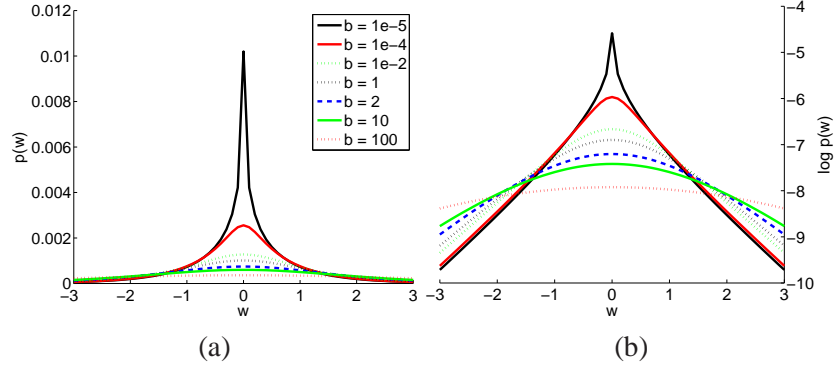 0.012
0.01
0.008
0.006
0.004
0.002
0
p(w)
−3
−2
−1
0
1
2
3
w
b = 1e−5
b = 1e−4
b = 1e−2
b = 1
b = 2
b = 10
b = 100
(a)
−4
−5
−6
−7
−8
−9
−10
log p(w)
−3
−2
−1
0
1
2
3
w
(b)